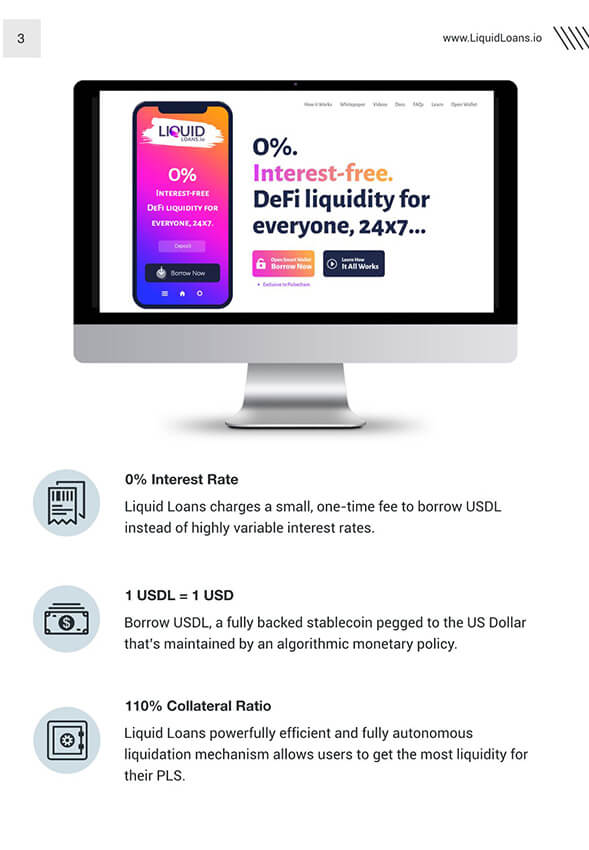 3
www.LiquidLoans.io
How it Works Whitepaper Videos Docs FAQs Learn Open Wallet
LIQUID
LOANS.io
0%
Interest-free
DeFi liquidity for
everyone, 24x7.
Deposit
Borrow Now
0%.
Interest-free.
DeFi liquidity for
everyone, 24x7...
Open Smart Wallet
Borrow Now
Learn How
It All Works
Exclusive to Pulsechain
0% Interest Rate
Liquid Loans charges a small, one-time fee to borrow USDL
instead of highly variable interest rates.
1 USDL = 1 USD
Borrow USDL, a fully backed stablecoin pegged to the US Dollar
that's maintained by an algorithmic monetary policy.
110% Collateral Ratio
Liquid Loans powerfully efficient and fully autonomous
liquidation mechanism allows users to get the most liquidity for
their PLS.